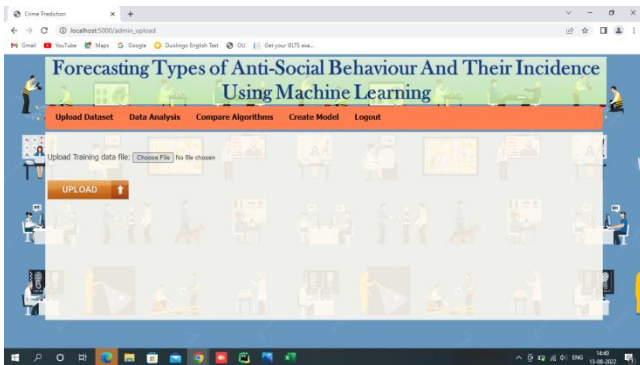 Crime Prediction
localhost:5000/admin_upload
Gmail YouTube Maps Google Duolingo English Test OU Get your IELTS exa...
Forecasting Types of Anti-Social Behaviour And Their Incidence
Using Machine Learning
Upload Dataset Data Analysis Compare Algorithms Create Model Logout
Upload Training data file: Choose File No file chosen
UPLOAD
ENG 14:40
13-08-2022